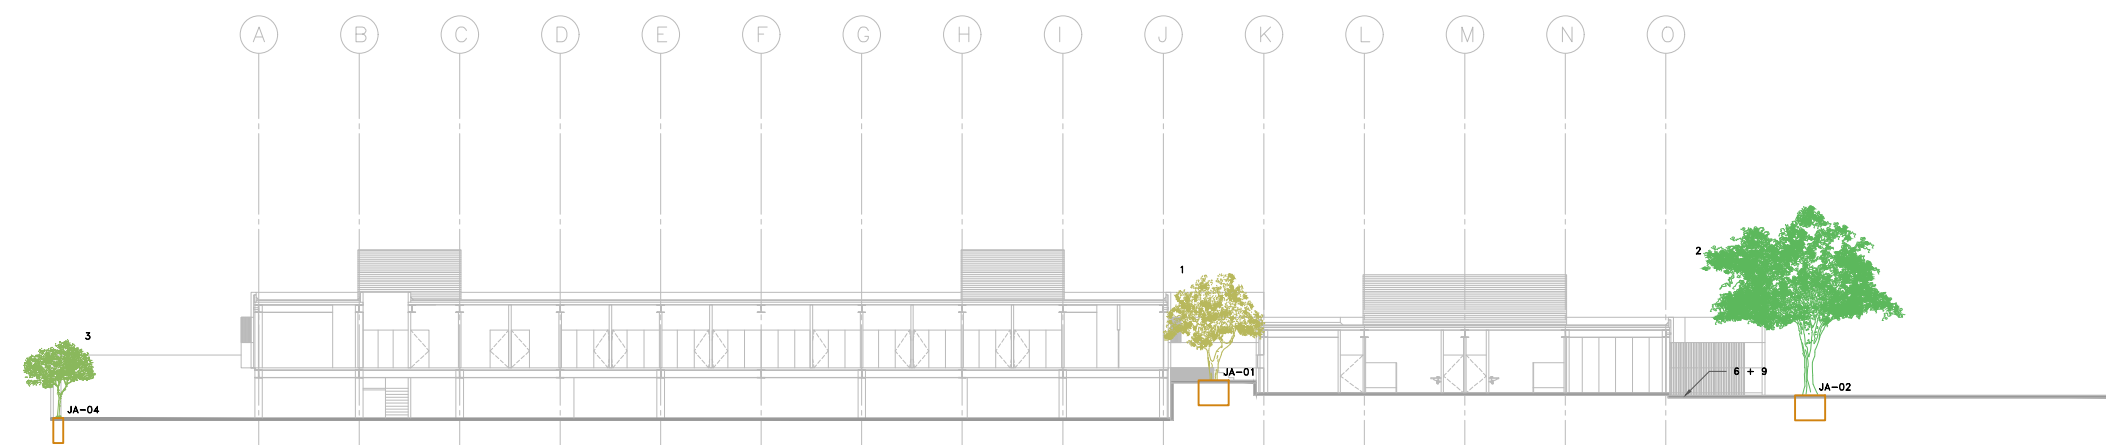 A B C D E F G H I J K L M N O
2
1
3
6 + 9
JA-01
JA-02
JA-04